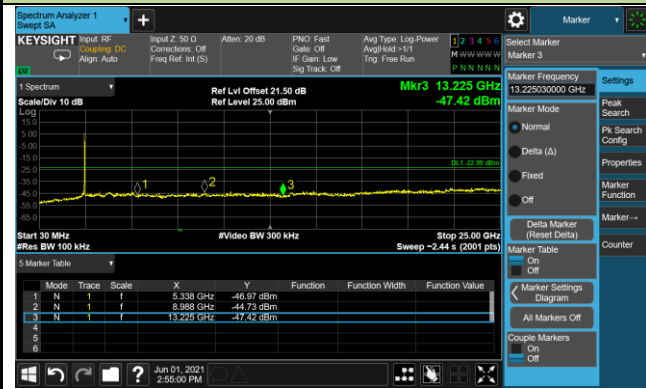 Spectrum Analyzer 1
Swept SA
Marker
KEYSIGHT
Input: RF
Coupling: DC
Align: Auto
Input Z: 50 Ω
Corrections: Off
Freq Ref: Int (S)
Atten: 20 dB
PNO: Fast
Gate: Off
IF Gain: Low
Sig Track: Off
Avg Type: Log-Power
Avg|Hold:>1/1
Trig: Free Run
1 2 3 4 5 6
M W W W W W
P N N N N N
Select Marker
Marker 3
LM
1 Spectrum
Scale/Div 10 dB
Ref Lvl Offset 21.50 dB
Ref Level 25.00 dBm
Mkr3 13.225 GHz
-47.42 dBm
Log
15.0
5.00
-5.00
-15.0
-25.0
-35.0
-45.0
-55.0
-65.0
DL1 -22.99 dBm
1
2
3
Start 30 MHz
#Res BW 100 kHz
#Video BW 300 kHz
Stop 25.00 GHz
Sweep ~2.44 s (2001 pts)
5 Marker Table
Mode Trace Scale X Y Function Function Width Function Value
1 N 1 f 5.338 GHz -46.97 dBm
2 N 1 f 8.988 GHz -44.73 dBm
3 N 1 f 13.225 GHz -47.42 dBm
4
5
6
Marker Frequency
13.225030000 GHz
Marker Mode
Normal
Delta (Δ)
Fixed
Off
Delta Marker
(Reset Delta)
Marker Table
On
Off
Marker Settings
Diagram
All Markers Off
Couple Markers
On
Off
Settings
Peak
Search
Pk Search
Config
Properties
Marker
Function
Marker→
Counter
Jun 01, 2021
2:55:00 PM